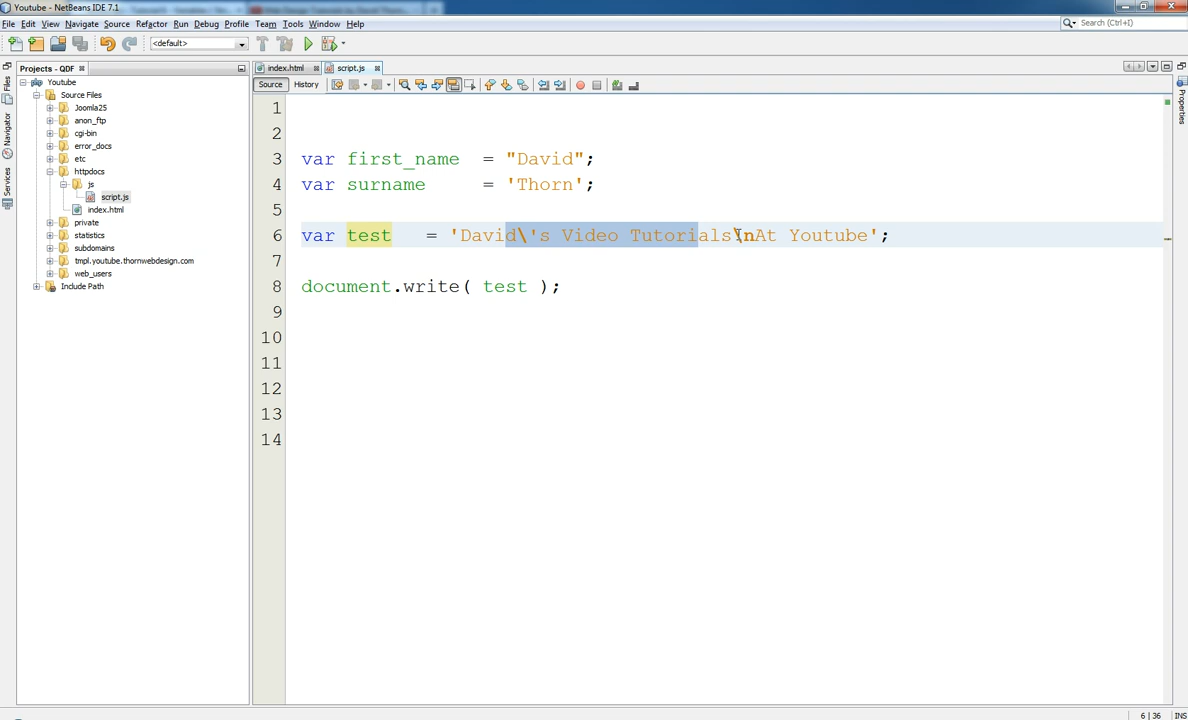 Youtube - NetBeans IDE 7.1
File Edit View Navigate Source Refactor Run Debug Profile Team Tools Window Help
Search (Ctrl+I)
<default>
Projects - QDF
index.html
script.js
Source
History
Files
Navigator
Services
Properties
Youtube
Source Files
Joomla25
anon_ftp
cgi-bin
error_docs
etc
httpdocs
js
script.js
index.html
private
statistics
subdomains
tmpl.youtube.thornwebdesign.com
web_users
Include Path
1
2
3 var first_name = "David";
4 var surname = 'Thorn';
5
6 var test = 'David\'s Video Tutorials\nAt Youtube';
7
8 document.write( test );
9
10
11
12
13
14
6 | 36 INS